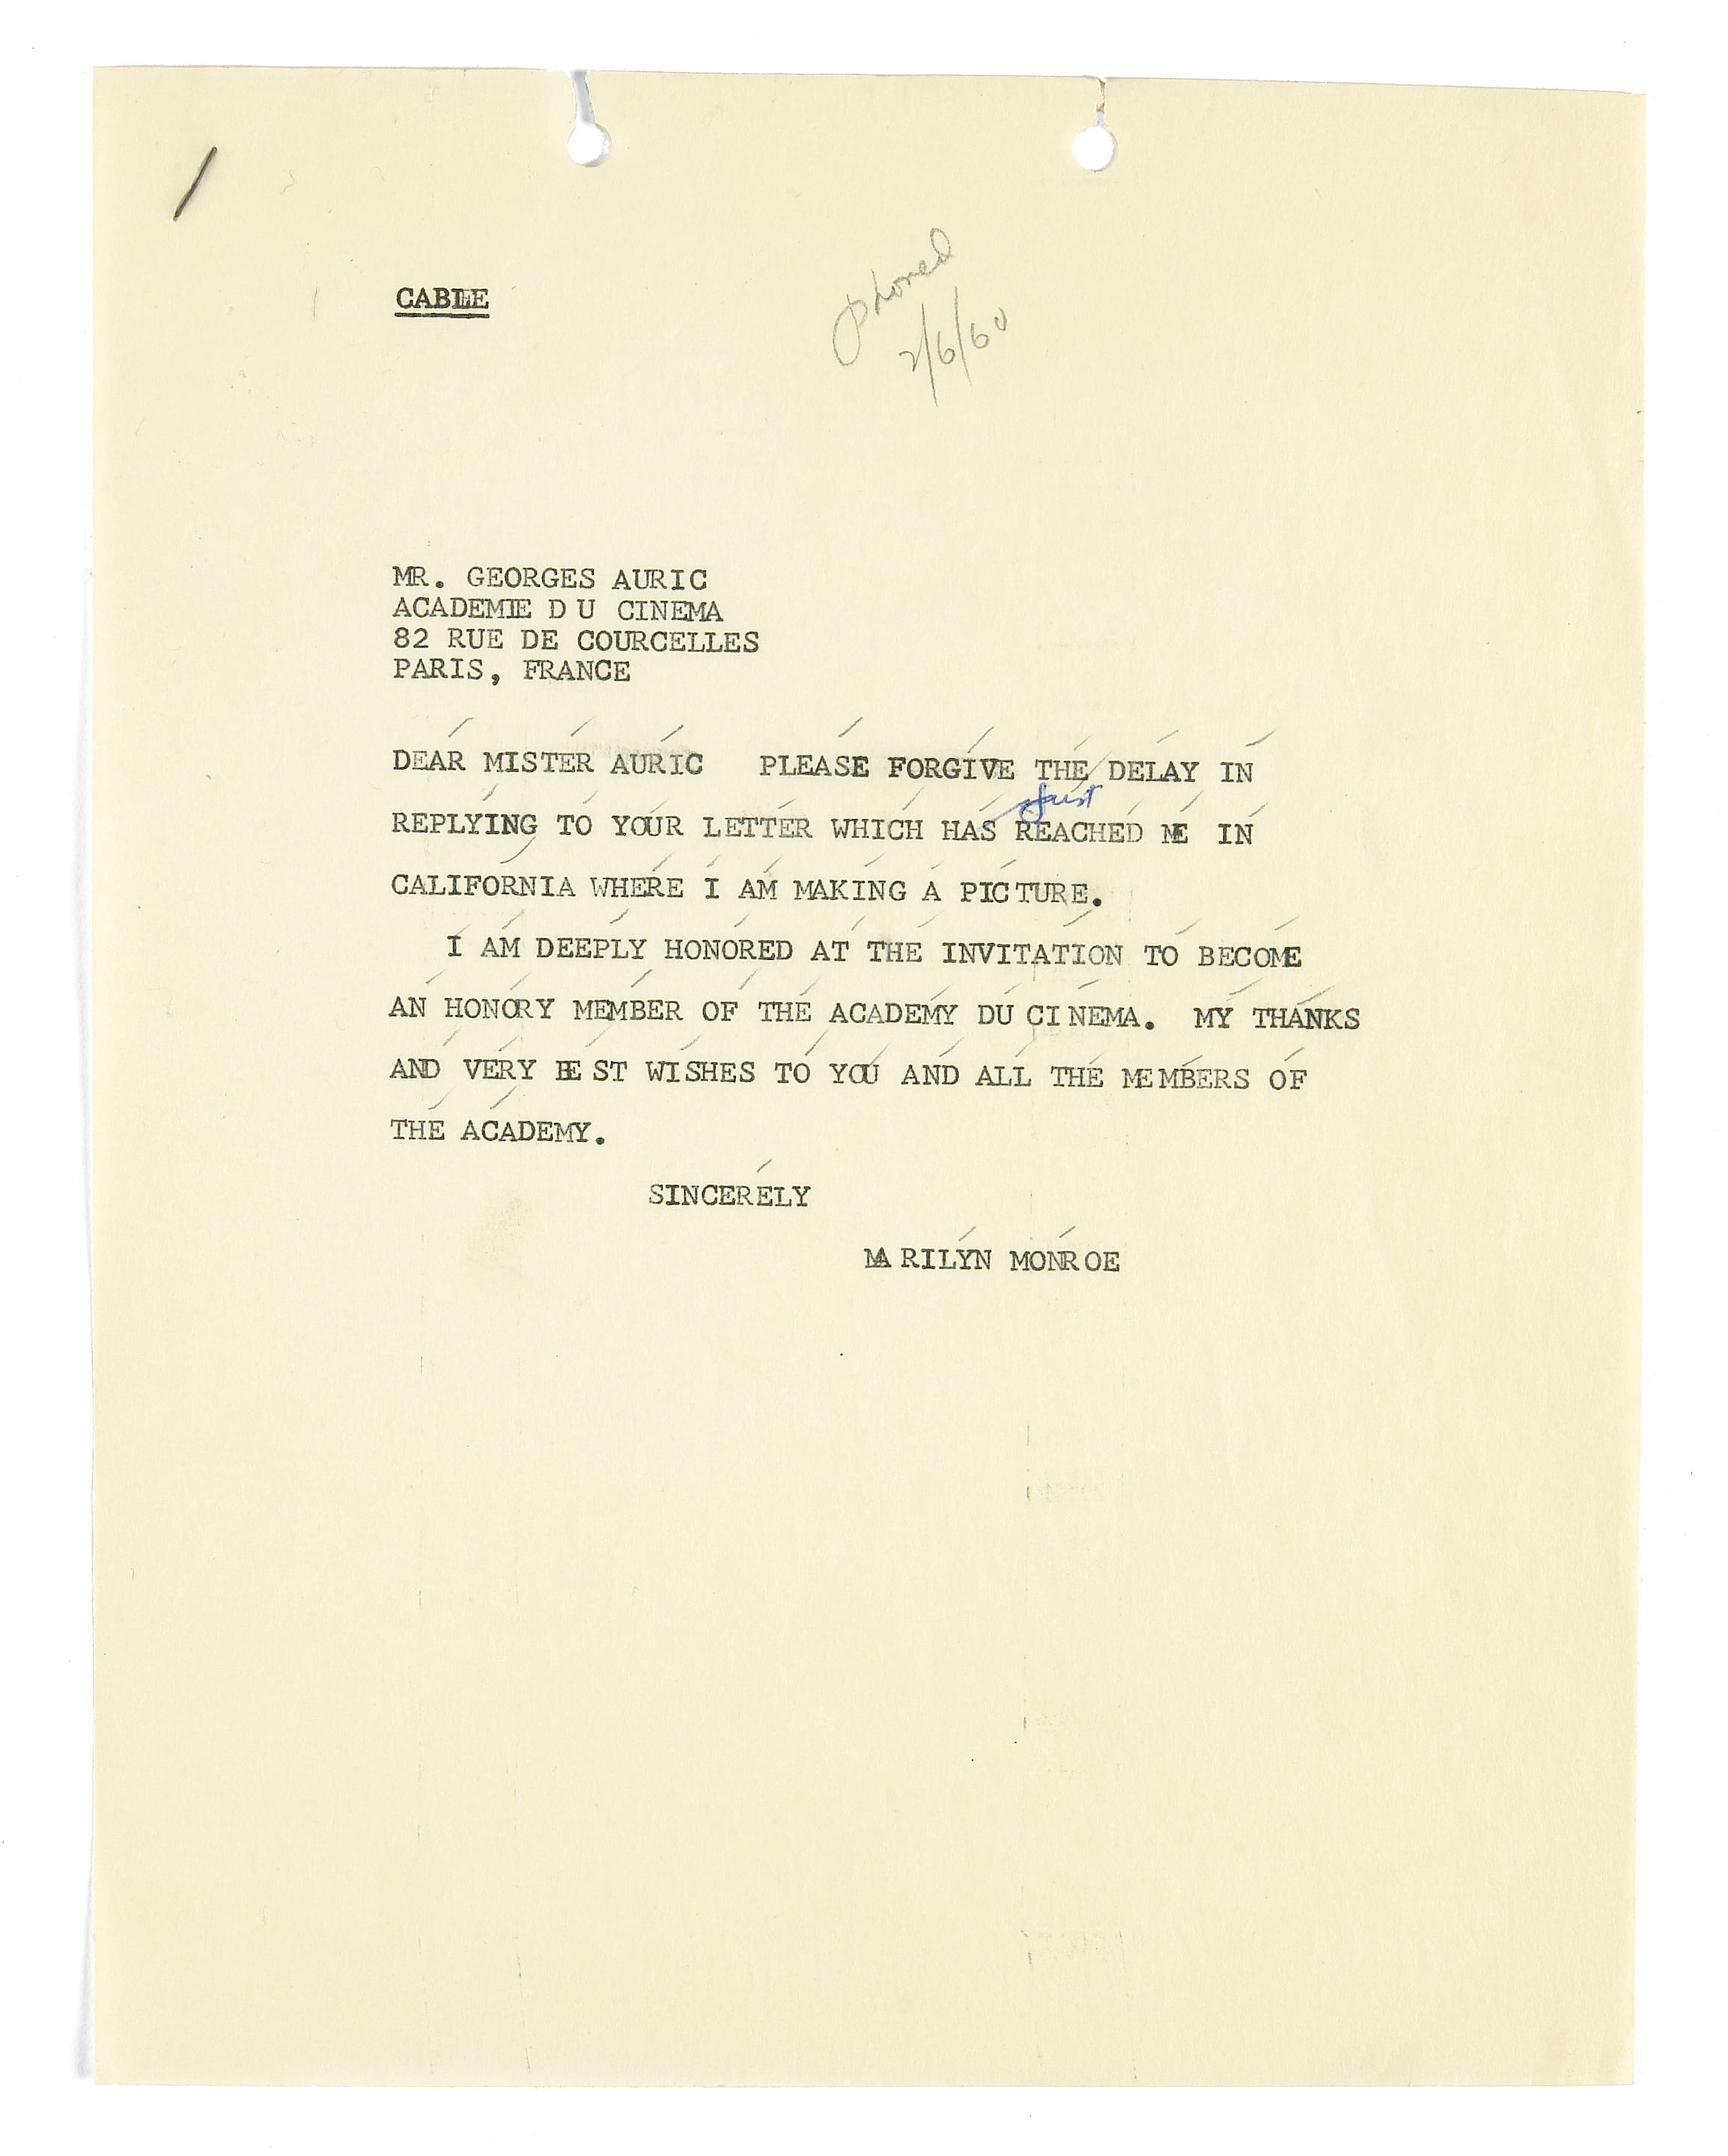 CABLE
phoned
2/6/60
MR. GEORGES AURIC
ACADEMIE DU CINEMA
82 RUE DE COURCELLES
PARIS, FRANCE
DEAR MISTER AURIC PLEASE FORGIVE THE DELAY IN
just
REPLYING TO YOUR LETTER WHICH HAS REACHED ME IN
CALIFORNIA WHERE I AM MAKING A PICTURE.
I AM DEEPLY HONORED AT THE INVITATION TO BECOME
AN HONORY MEMBER OF THE ACADEMY DU CINEMA. MY THANKS
AND VERY BEST WISHES TO YOU AND ALL THE MEMBERS OF
THE ACADEMY.
SINCERELY
MARILYN MONROE